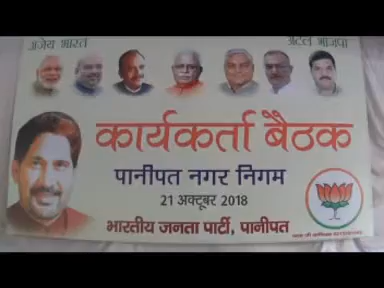 अजेय भारत
अटल भाजपा
कार्यकर्ता बैठक
पानीपत नगर निगम
21 अक्टूबर 2018
भारतीय जनता पार्टी, पानीपत